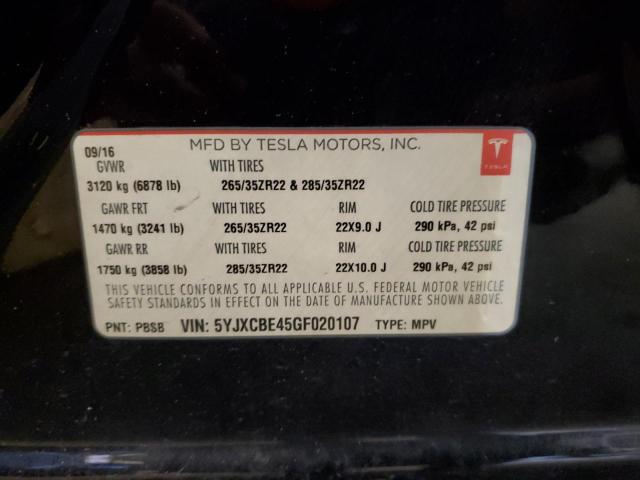 MFD BY TESLA MOTORS, INC.
TESLA
09/16
GVWR WITH TIRES
3120 kg (6878 lb) 265/35ZR22 & 285/35ZR22
GAWR FRT WITH TIRES RIM COLD TIRE PRESSURE
1470 kg (3241 lb) 265/35ZR22 22X9.0 J 290 kPa, 42 psi
GAWR RR WITH TIRES RIM COLD TIRE PRESSURE
1750 kg (3858 lb) 285/35ZR22 22X10.0 J 290 kPa, 42 psi
THIS VEHICLE CONFORMS TO ALL APPLICABLE U.S. FEDERAL MOTOR VEHICLE
SAFETY STANDARDS IN EFFECT ON THE DATE OF MANUFACTURE SHOWN ABOVE.
PNT: PBSB VIN: 5YJXCBE45GF020107 TYPE: MPV